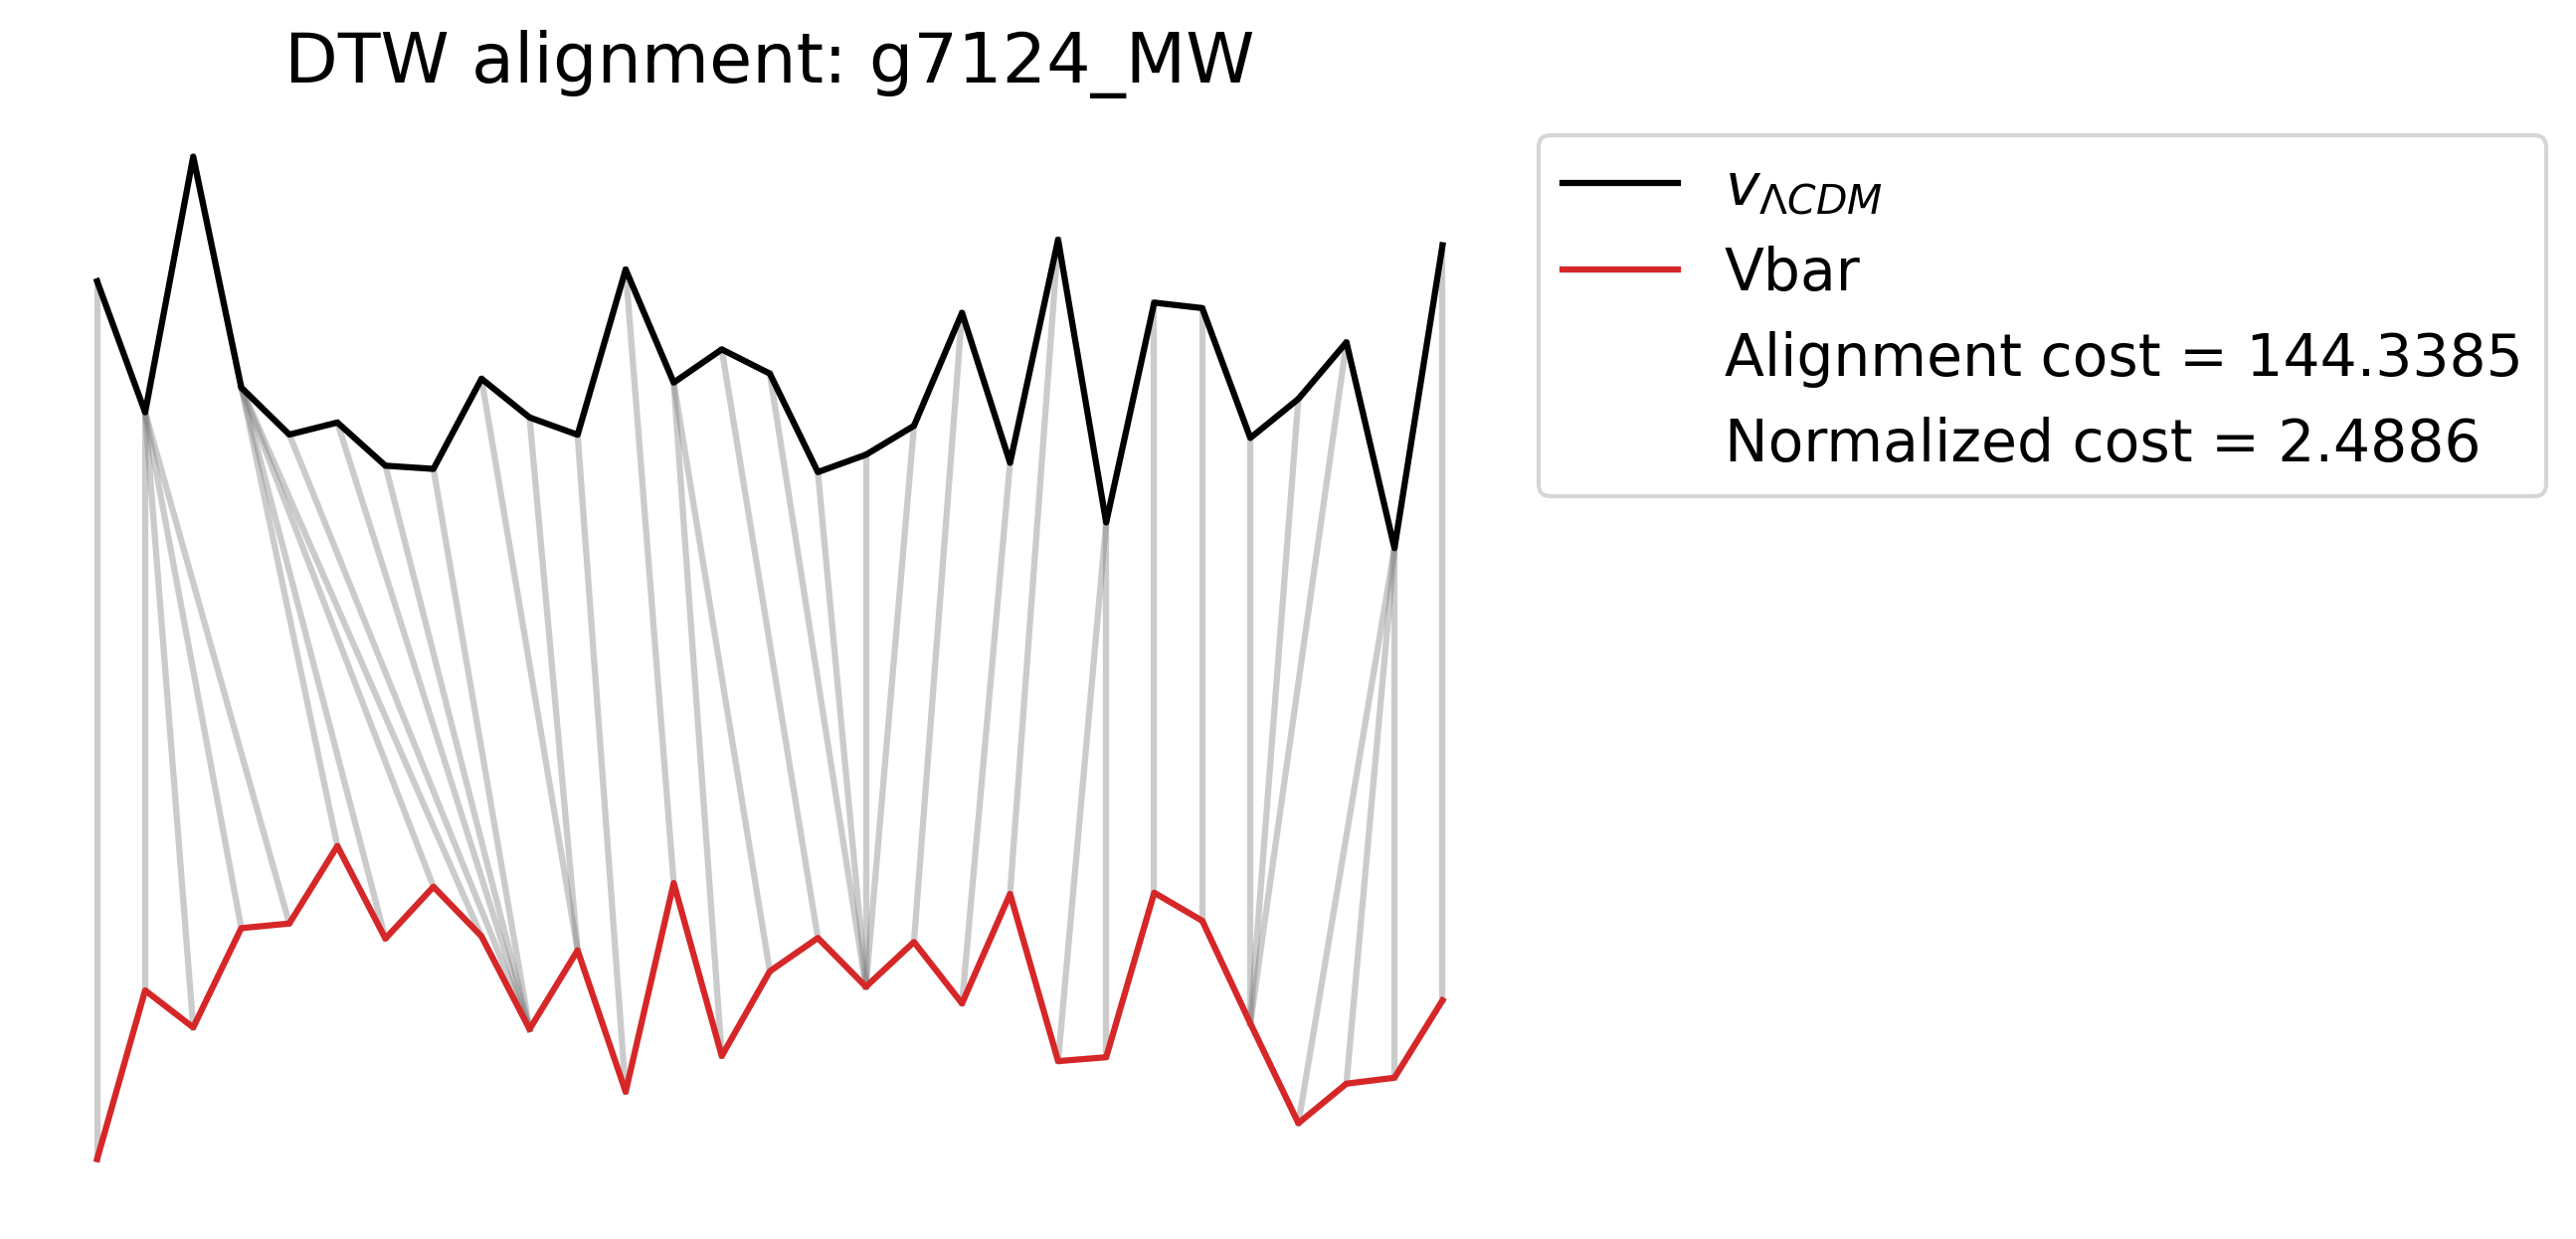 DTW alignment: g7124_MW
v_ΛCDM
Vbar
Alignment cost = 144.3385
Normalized cost = 2.4886